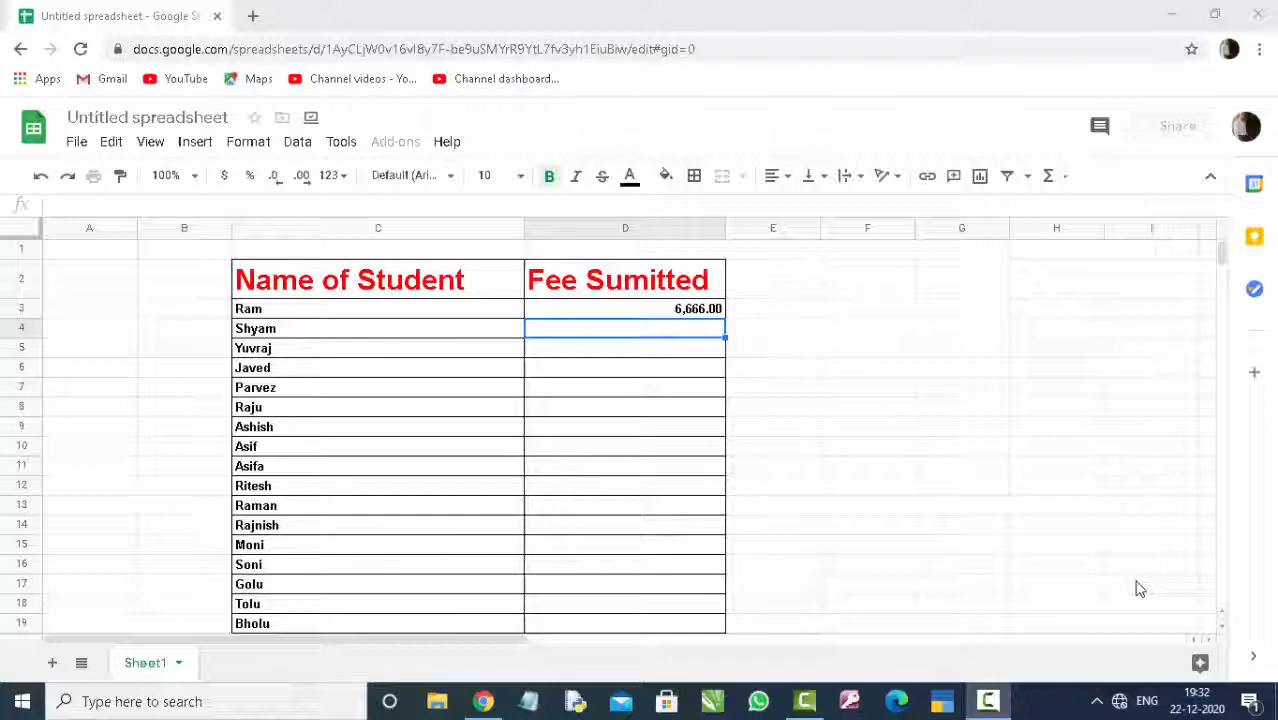 Untitled spreadsheet - Google Sh
docs.google.com/spreadsheets/d/1AyCLjW0v16vI8y7F-be9uSMYrR9YtL7fv3yh1EiuBiw/edit#gid=0
Apps Gmail YouTube Maps Channel videos - Yo... Channel dashboard...
Untitled spreadsheet
Share
File Edit View Insert Format Data Tools Add-ons Help
100% $ % .0 .00 123 Default (Ari... 10 B I S A Σ
fx
A B C D E F G H I
1
2 Name of Student Fee Sumitted
3 Ram 6,666.00
4 Shyam
5 Yuvraj
6 Javed
7 Parvez
8 Raju
9 Ashish
10 Asif
11 Asifa
12 Ritesh
13 Raman
14 Rajnish
15 Moni
16 Soni
17 Golu
18 Tolu
19 Bholu
Sheet1
Type here to search
ENG
19:32
22-12-2020